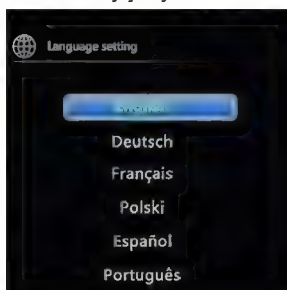 Language setting
Deutsch
Français
Polski
Español
Português